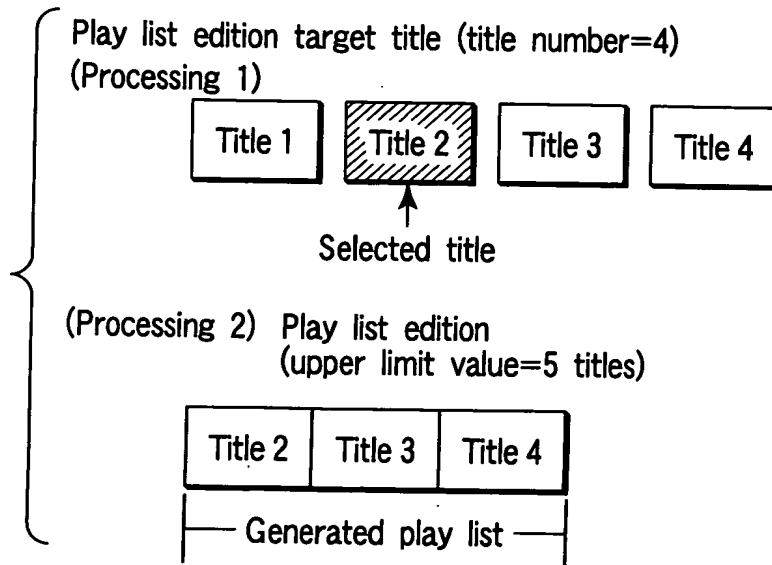 Play list edition target title (title number=4)
(Processing 1)
Title 1 Title 2 Title 3 Title 4
Selected title
(Processing 2) Play list edition
(upper limit value=5 titles)
Title 2 Title 3 Title 4
Generated play list